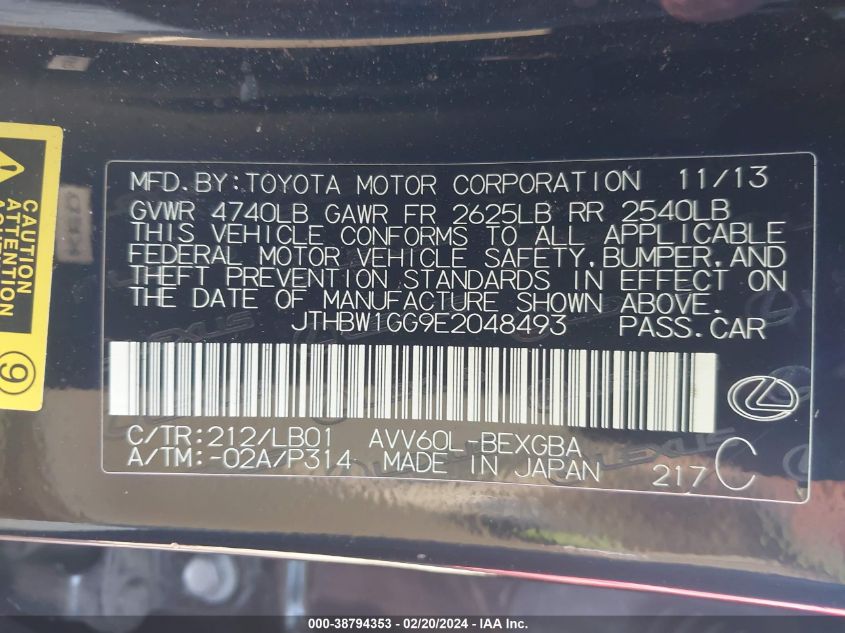 MFD.BY:TOYOTA MOTOR CORPORATION 11/13
GVWR 4740LB GAWR FR 2625LB RR 2540LB
THIS VEHICLE CONFORMS TO ALL APPLICABLE
FEDERAL MOTOR VEHICLE SAFETY,BUMPER,AND
THEFT PREVENTION STANDARDS IN EFFECT ON
THE DATE OF MANUFACTURE SHOWN ABOVE.
JTHBW1GG9E2048493 PASS.CAR
C/TR:212/LB01 AVV60L-BEXGBA
A/TM:-02A/P314 MADE IN JAPAN
217 C
CAUTION
ATTENTION
9
000-38794353 - 02/20/2024 - IAA Inc.